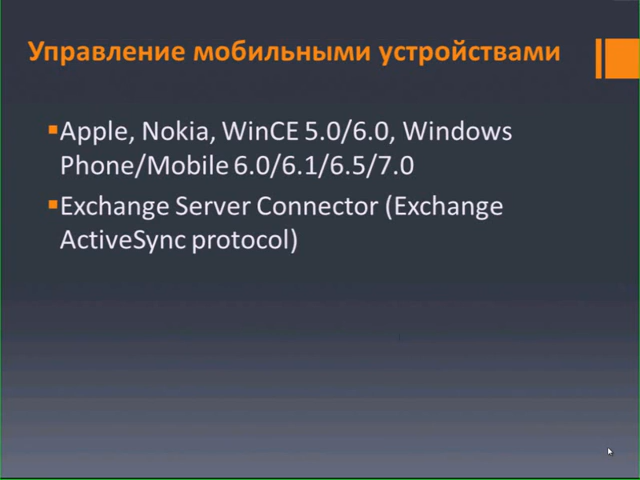 Управление мобильными устройствами
Apple, Nokia, WinCE 5.0/6.0, Windows
Phone/Mobile 6.0/6.1/6.5/7.0
Exchange Server Connector (Exchange
ActiveSync protocol)